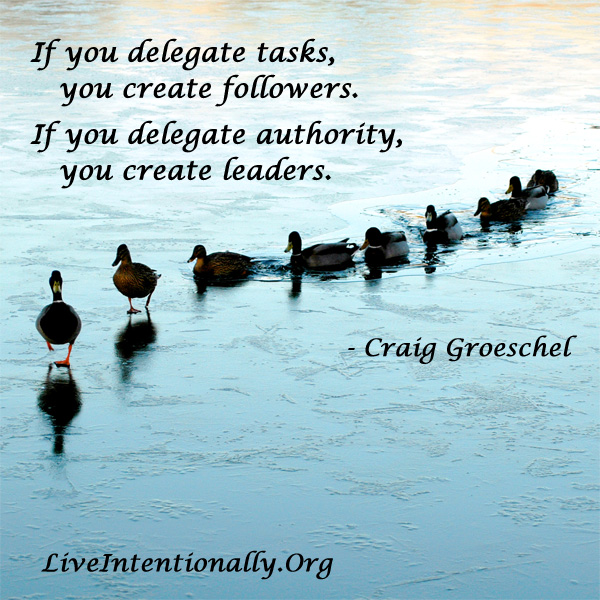 If you delegate tasks,
you create followers.
If you delegate authority,
you create leaders.
- Craig Groeschel
LiveIntentionally.Org